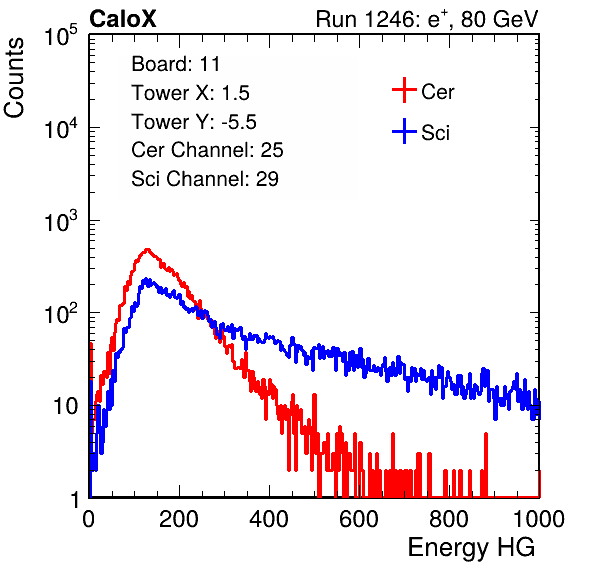 CaloX Run 1246: e⁺, 80 GeV
Counts
10⁵
10⁴
10³
10²
10
1
Board: 11
Tower X: 1.5
Tower Y: -5.5
Cer Channel: 25
Sci Channel: 29
Cer
Sci
0 200 400 600 800 1000
Energy HG